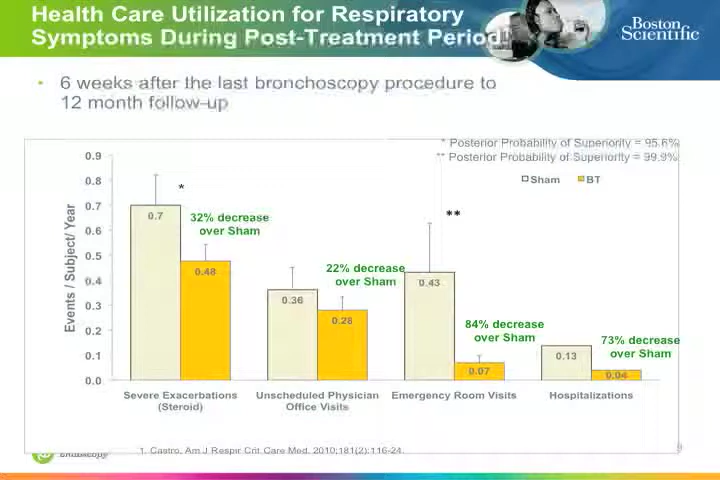 Health Care Utilization for Respiratory
Symptoms During Post-Treatment Period
Boston
Scientific
• 6 weeks after the last bronchoscopy procedure to
12 month follow-up
* Posterior Probability of Superiority = 95.6%
** Posterior Probability of Superiority = 99.9%
Sham BT
Events / Subject/ Year
0.9
0.8
0.7
0.6
0.5
0.4
0.3
0.2
0.1
0.0
*
**
0.7
0.48
0.36
0.28
0.43
0.07
0.13
0.04
32% decrease
over Sham
22% decrease
over Sham
84% decrease
over Sham
73% decrease
over Sham
Severe Exacerbations
(Steroid)
Unscheduled Physician
Office Visits
Emergency Room Visits
Hospitalizations
Endoscopy
1. Castro, Am J Respir Crit Care Med. 2010;181(2):116-24.